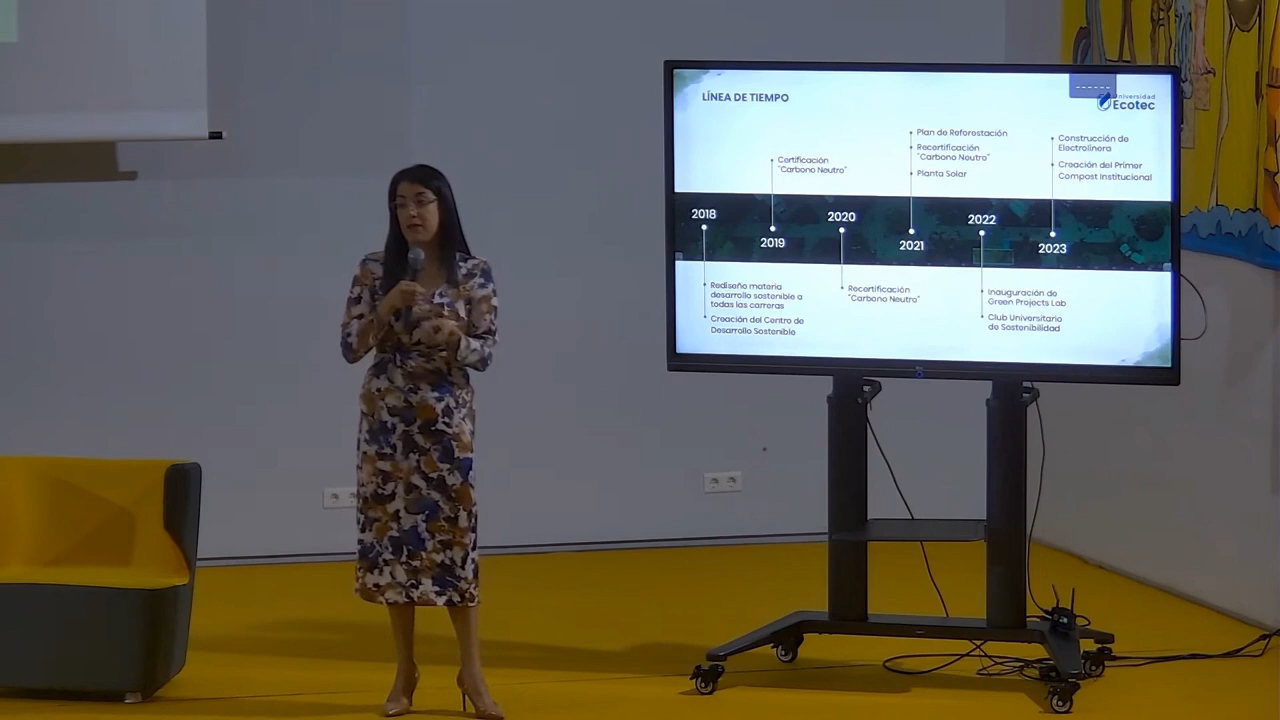 LÍNEA DE TIEMPO
Universidad
Ecotec
Plan de Reforestación
Recertificación
"Carbono Neutro"
Planta Solar
Construcción de
Electrolinera
Creación del Primer
Compost Institucional
Certificación
"Carbono Neutro"
2018
2019
2020
2021
2022
2023
Rediseño materia
desarrollo sostenible a
todas las carreras
Creación del Centro de
Desarrollo Sostenible
Recertificación
"Carbono Neutro"
Inauguración de
Green Projects Lab
Club Universitario
de Sostenibilidad